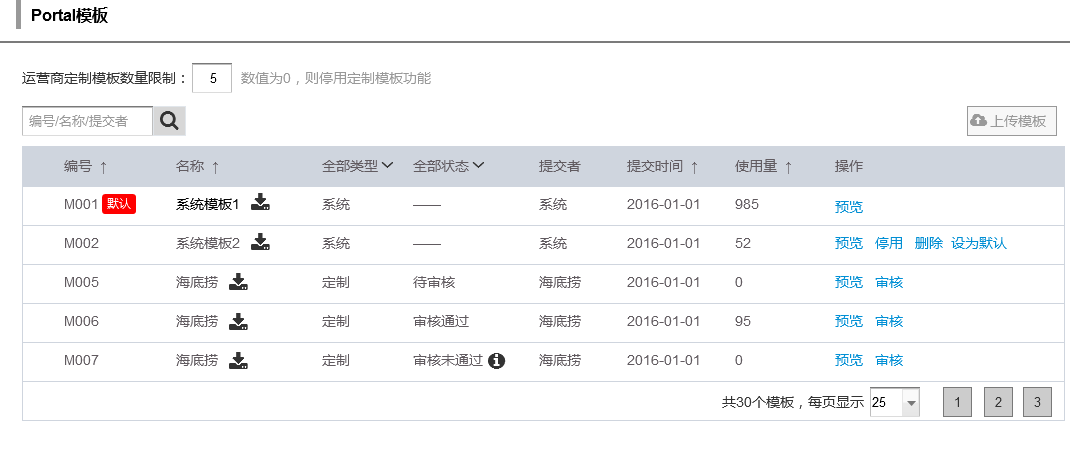 Portal模板
运营商定制模板数量限制： 5 数值为0，则停用定制模板功能
编号/名称/提交者 上传模板
编号 ↑ 名称 ↑ 全部类型 全部状态 提交者 提交时间 ↑ 使用量 ↑ 操作
M001 默认 系统模板1 系统 —— 系统 2016-01-01 985 预览
M002 系统模板2 系统 —— 系统 2016-01-01 52 预览 停用 删除 设为默认
M005 海底捞 定制 待审核 海底捞 2016-01-01 0 预览 审核
M006 海底捞 定制 审核通过 海底捞 2016-01-01 95 预览 审核
M007 海底捞 定制 审核未通过 海底捞 2016-01-01 0 预览 审核
共30个模板，每页显示 25 1 2 3